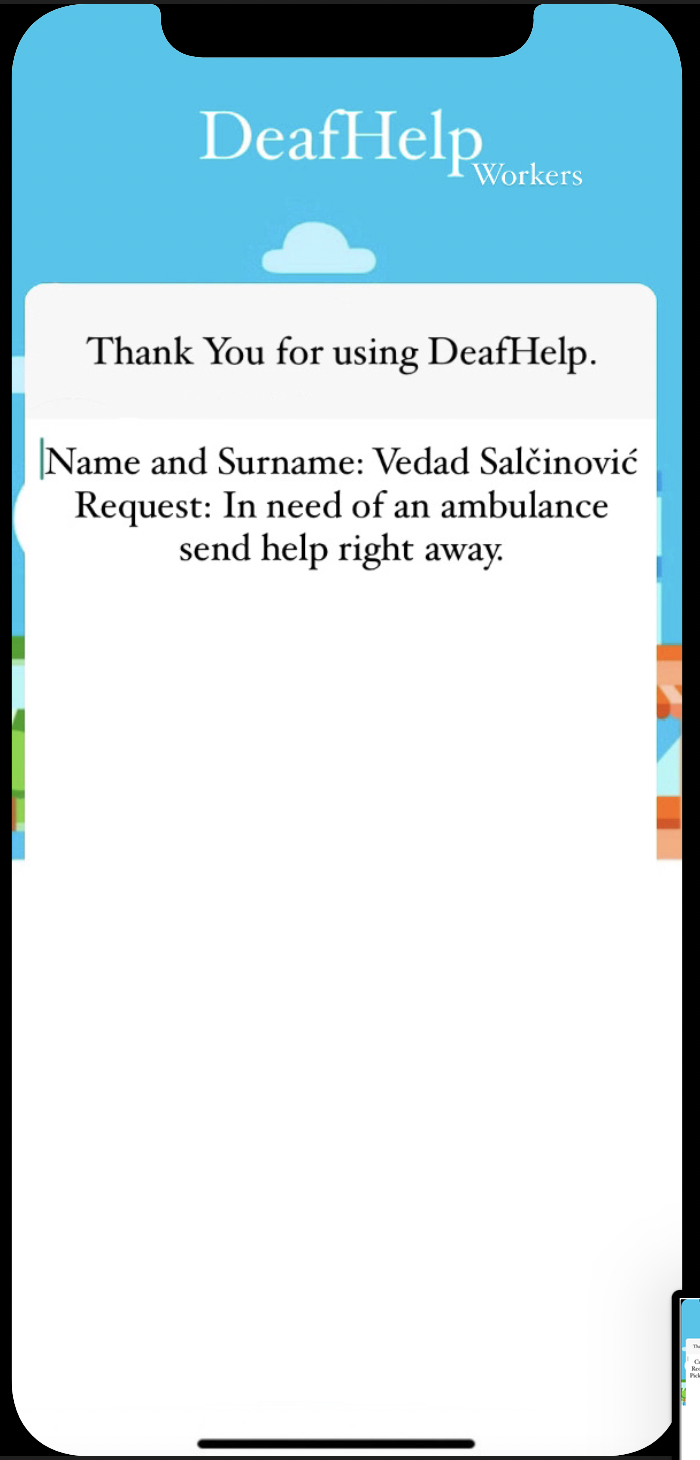 DeafHelp
Workers
Thank You for using DeafHelp.
Name and Surname: Vedad Salčinović
Request: In need of an ambulance
send help right away.